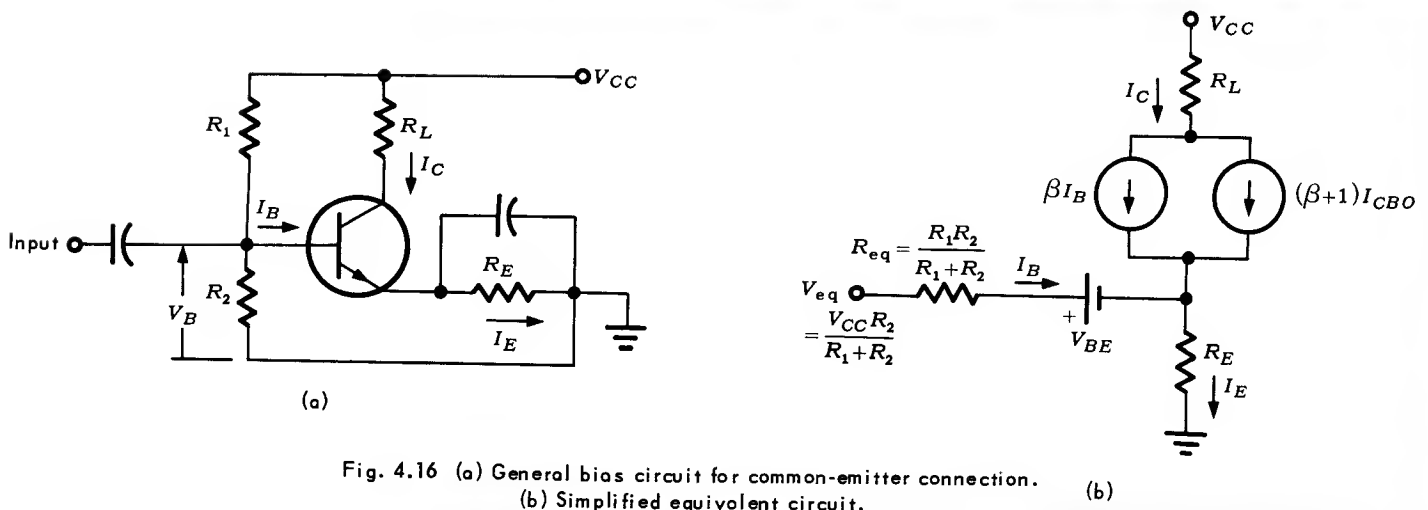 V_CC
R_1
R_L
I_C
I_B
Input
R_2
V_B
R_E
I_E
(a)
V_CC
R_L
I_C
βI_B
(β+1)I_CBO
R_eq = R_1R_2 / R_1+R_2
I_B
V_eq
= V_CC R_2 / R_1+R_2
+
V_BE
R_E
I_E
(b)
Fig. 4.16 (a) General bias circuit for common-emitter connection.
(b) Simplified equivolent circuit.